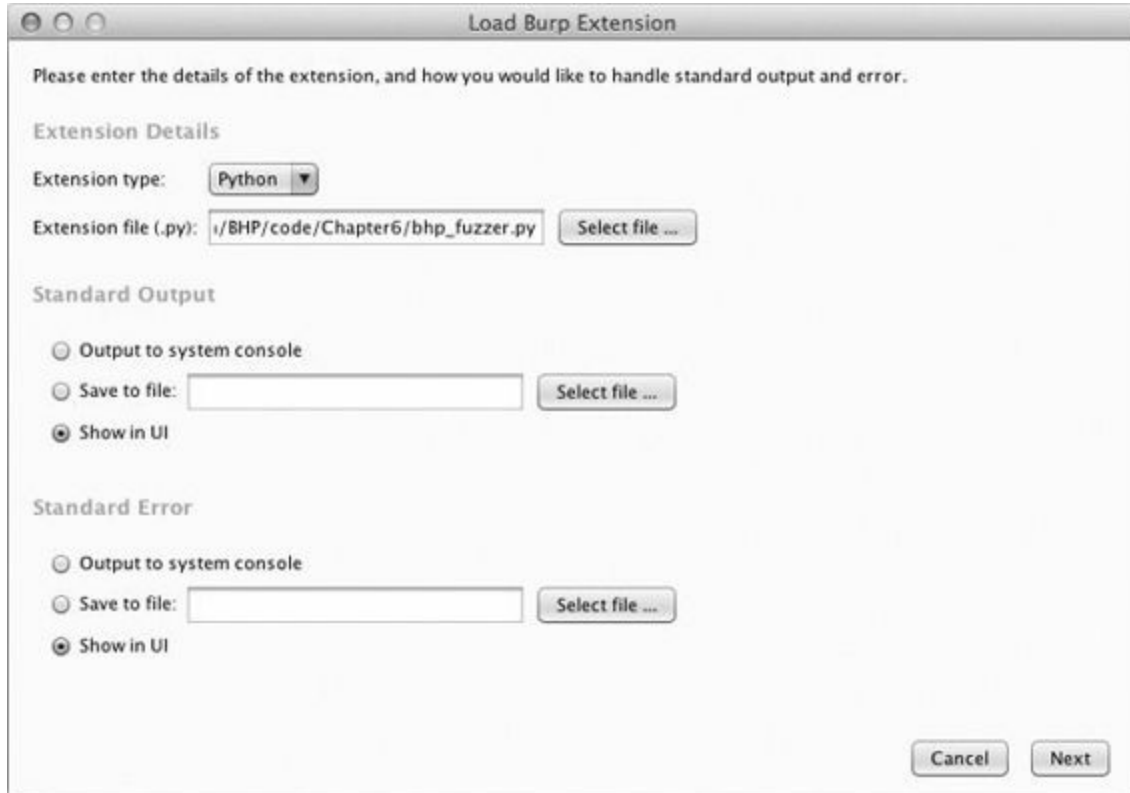 Load Burp Extension
Please enter the details of the extension, and how you would like to handle standard output and error.
Extension Details
Extension type: Python
Extension file (.py): /BHP/code/Chapter6/bhp_fuzzer.py Select file ...
Standard Output
Output to system console
Save to file: Select file ...
Show in UI
Standard Error
Output to system console
Save to file: Select file ...
Show in UI
Cancel Next